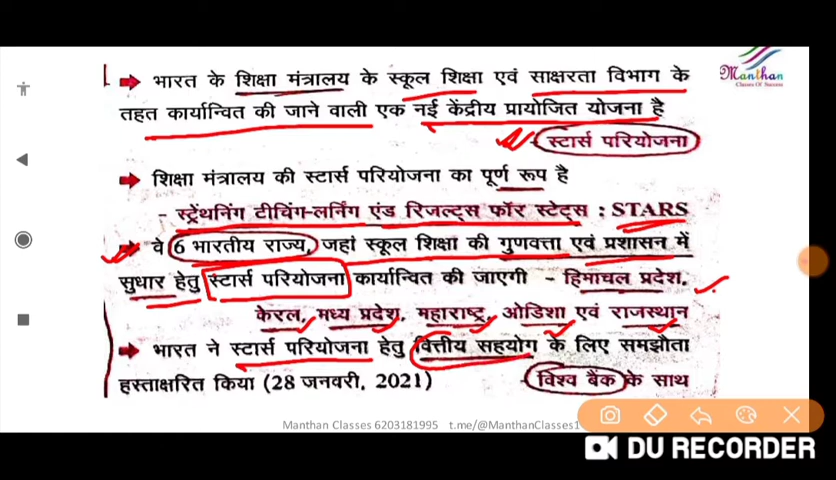 Manthan
Classes Of Success
भारत के शिक्षा मंत्रालय के स्कूल शिक्षा एवं साक्षरता विभाग के
तहत कार्यान्वित की जाने वाली एक नई केंद्रीय प्रायोजित योजना है
- स्टार्स परियोजना
शिक्षा मंत्रालय की स्टार्स परियोजना का पूर्ण रूप है
- स्ट्रेंथनिंग टीचिंग-लर्निंग एंड रिजल्ट्स फॉर स्टेट्स : STARS
वे 6 भारतीय राज्य, जहां स्कूल शिक्षा की गुणवत्ता एवं प्रशासन में
सुधार हेतु स्टार्स परियोजना कार्यान्वित की जाएगी - हिमाचल प्रदेश,
केरल, मध्य प्रदेश, महाराष्ट्र, ओडिशा एवं राजस्थान
भारत ने स्टार्स परियोजना हेतु वित्तीय सहयोग के लिए समझौता
हस्ताक्षरित किया (28 जनवरी, 2021) - विश्व बैंक के साथ
Manthan Classes 6203181995 t.me/@ManthanClasses1
DU RECORDER